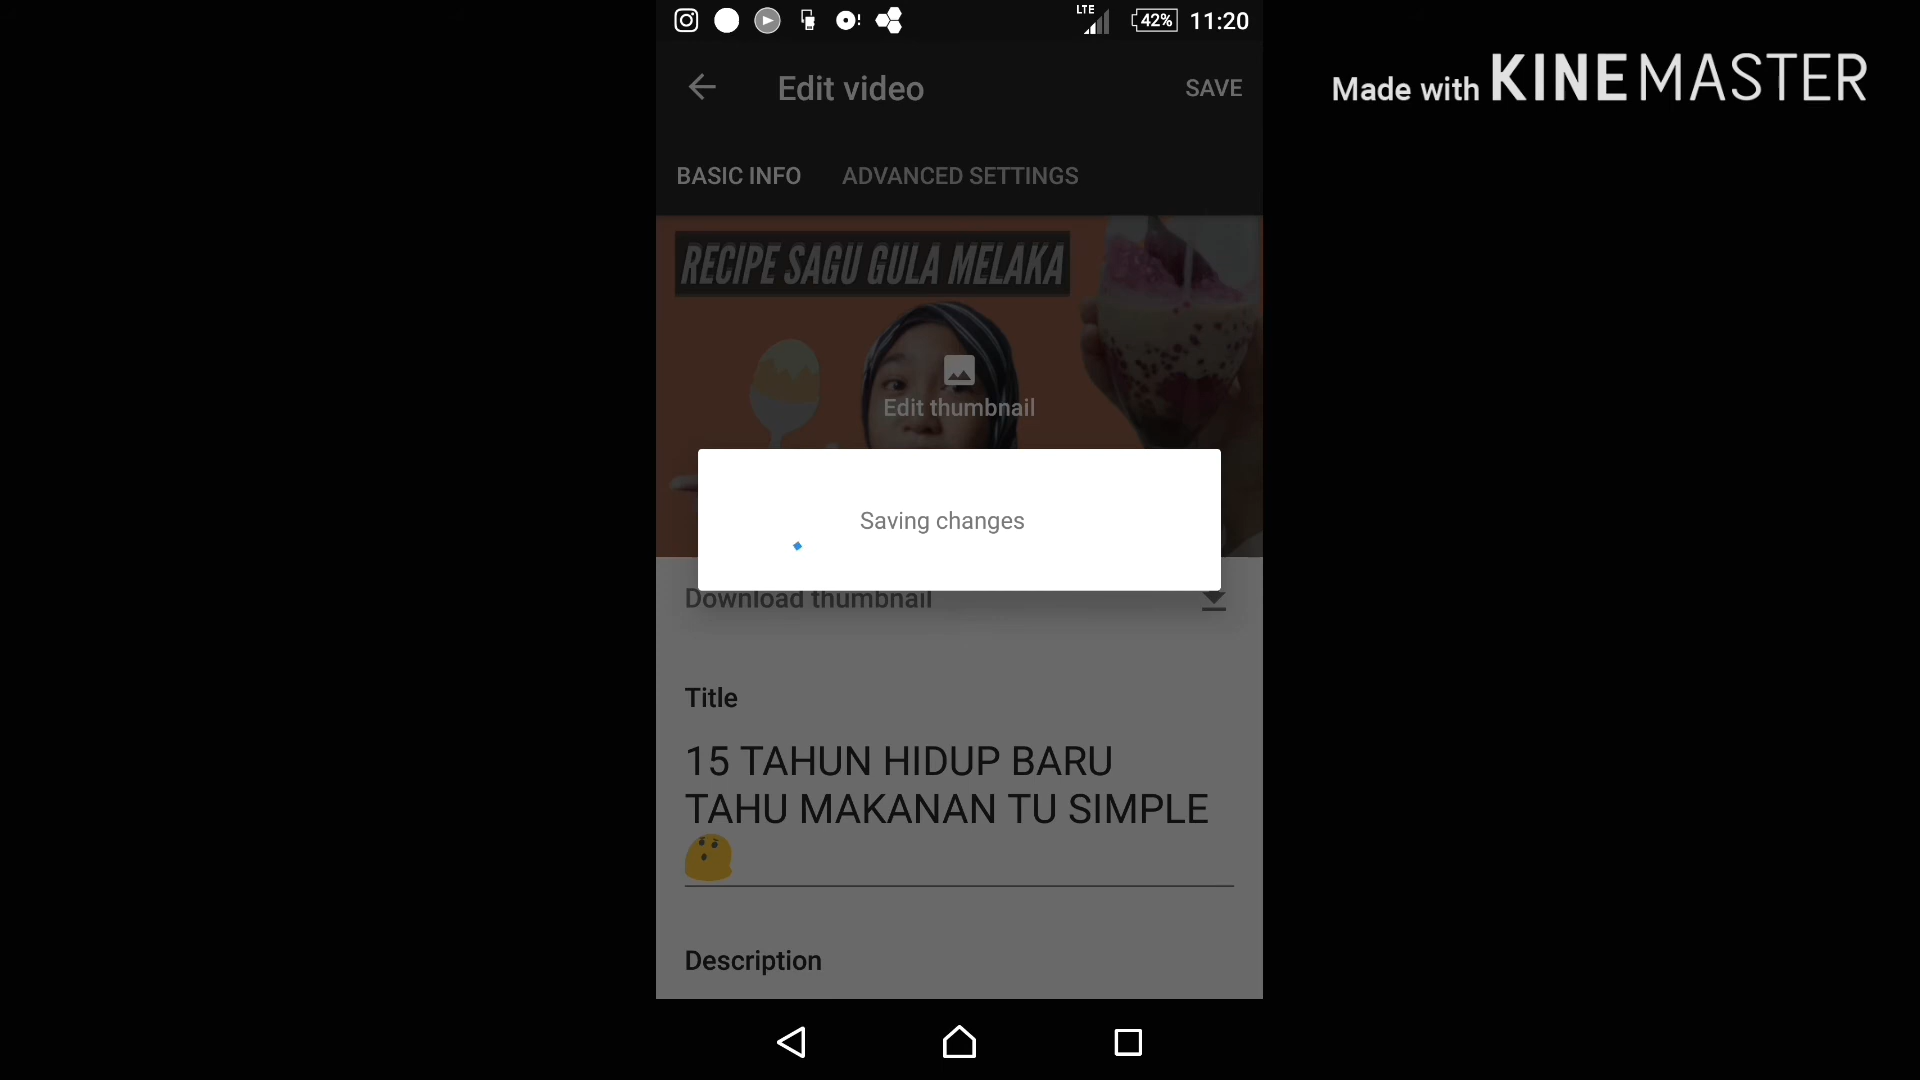 LTE
42%
11:20
Made with KINEMASTER
Edit video
SAVE
BASIC INFO
ADVANCED SETTINGS
RECIPE SAGU GULA MELAKA
Edit thumbnail
Saving changes
Download thumbnail
Title
15 TAHUN HIDUP BARU
TAHU MAKANAN TU SIMPLE
Description